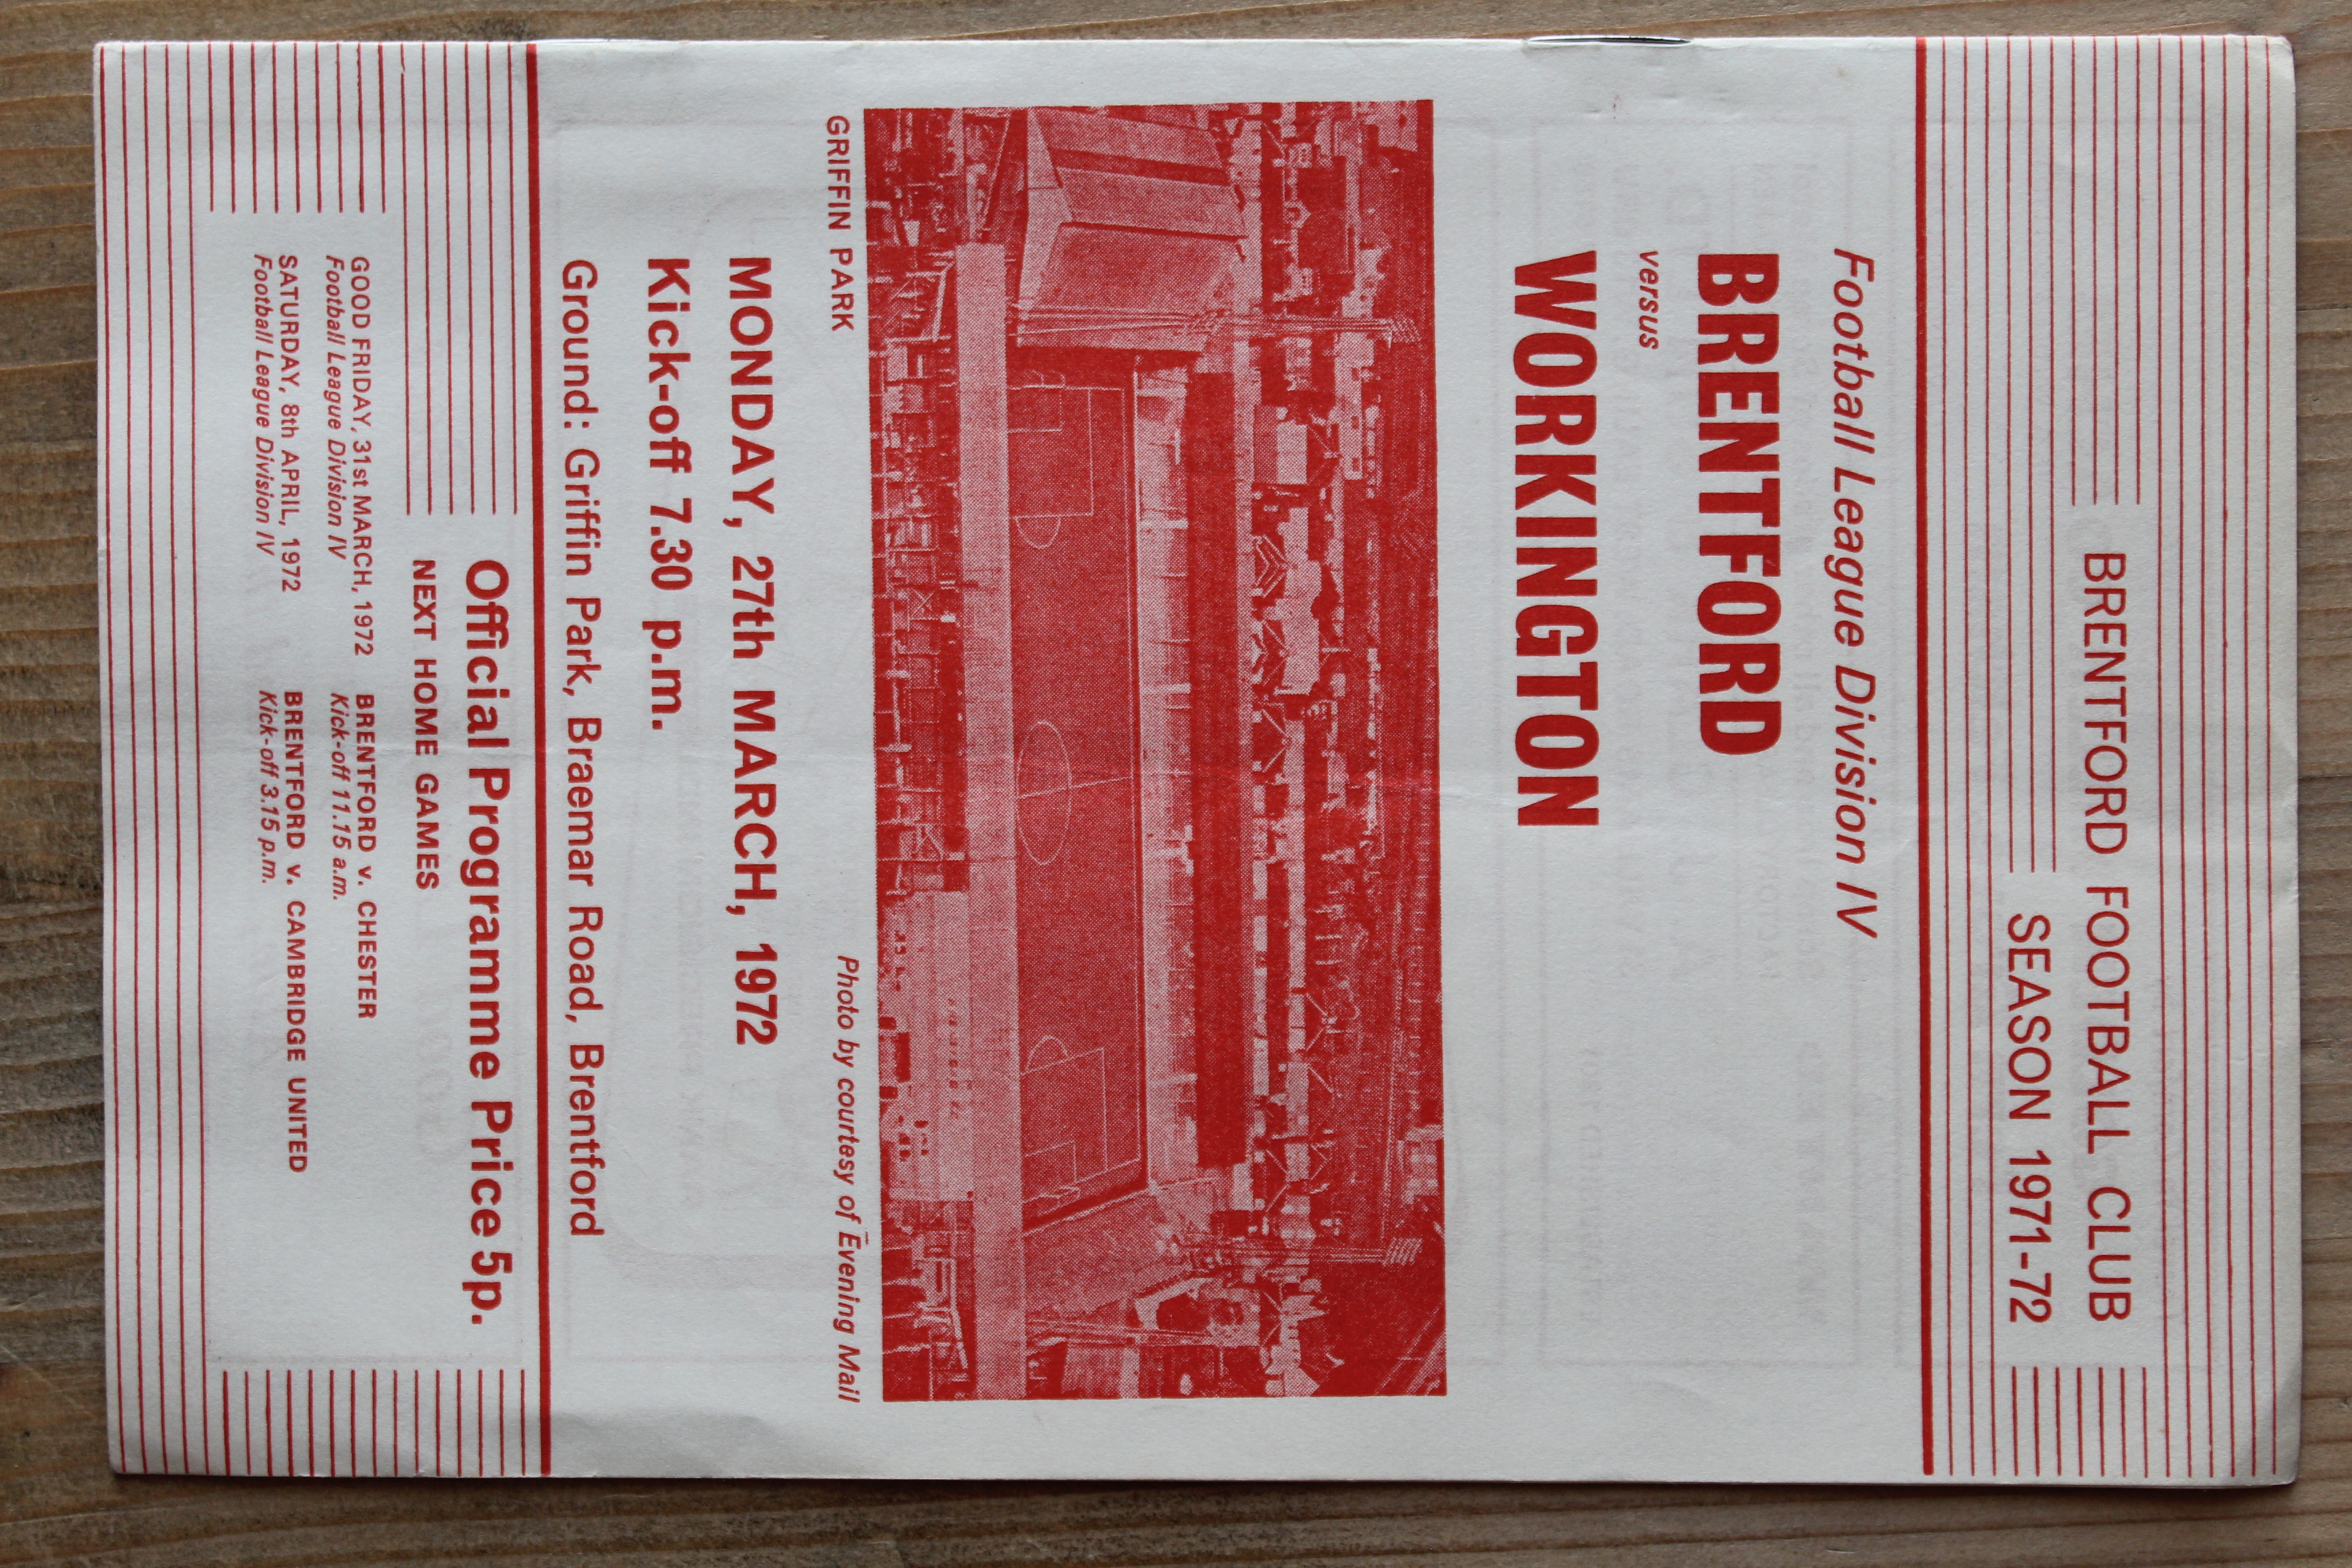 BRENTFORD FOOTBALL CLUB
SEASON 1971-72
Football League Division IV
BRENTFORD
versus
WORKINGTON
GRIFFIN PARK
Photo by courtesy of Evening Mail
MONDAY, 27th MARCH, 1972
Kick-off 7.30 p.m.
Ground: Griffin Park, Braemar Road, Brentford
Official Programme Price 5p.
NEXT HOME GAMES
GOOD FRIDAY, 31st MARCH, 1972 BRENTFORD v. CHESTER
Football League Division IV Kick-off 11.15 a.m.
SATURDAY, 8th APRIL, 1972 BRENTFORD v. CAMBRIDGE UNITED
Football League Division IV Kick-off 3.15 p.m.